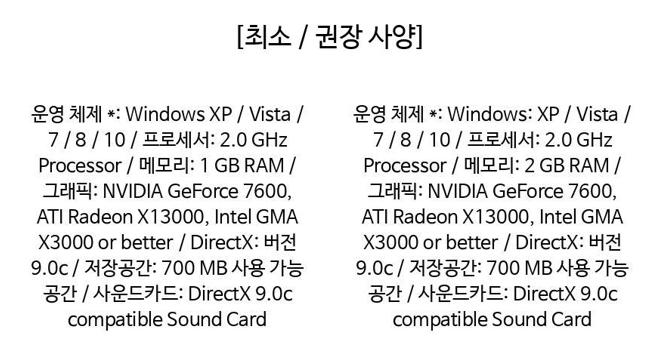 [최소 / 권장 사양]
운영 체제 *: Windows XP / Vista /
7 / 8 / 10 / 프로세서: 2.0 GHz
Processor / 메모리: 1 GB RAM /
그래픽: NVIDIA GeForce 7600,
ATI Radeon X13000, Intel GMA
X3000 or better / DirectX: 버전
9.0c / 저장공간: 700 MB 사용 가능
공간 / 사운드카드: DirectX 9.0c
compatible Sound Card
운영 체제 *: Windows: XP / Vista /
7 / 8 / 10 / 프로세서: 2.0 GHz
Processor / 메모리: 2 GB RAM /
그래픽: NVIDIA GeForce 7600,
ATI Radeon X13000, Intel GMA
X3000 or better / DirectX: 버전
9.0c / 저장공간: 700 MB 사용 가능
공간 / 사운드카드: DirectX 9.0c
compatible Sound Card